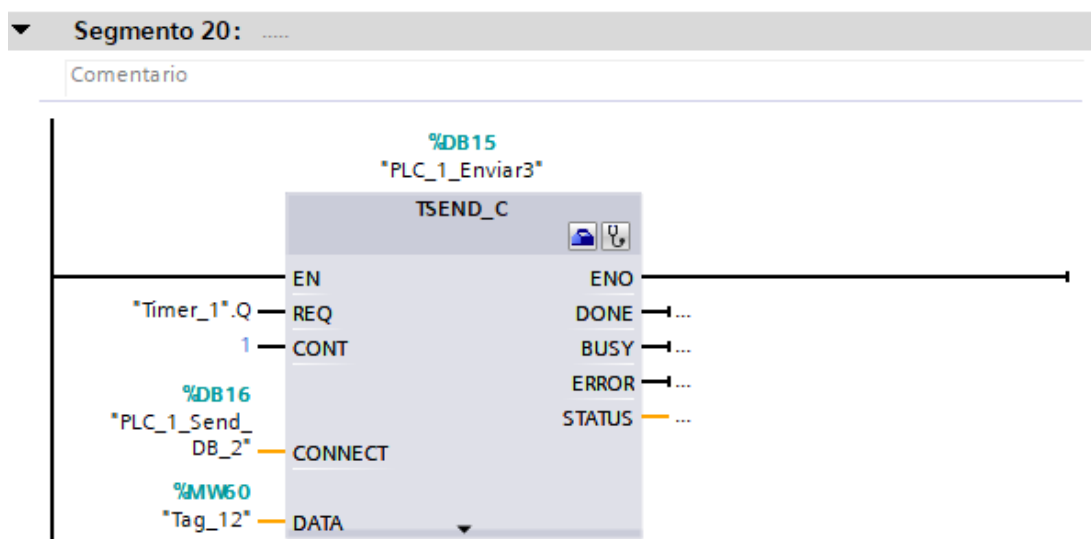 Segmento 20: .....
Comentario
%DB15
"PLC_1_Enviar3"
TSEND_C
EN ENO
"Timer_1".Q REQ DONE ...
1 CONT BUSY ...
ERROR ...
%DB16
"PLC_1_Send_
DB_2" CONNECT
STATUS ...
%MW60
"Tag_12" DATA